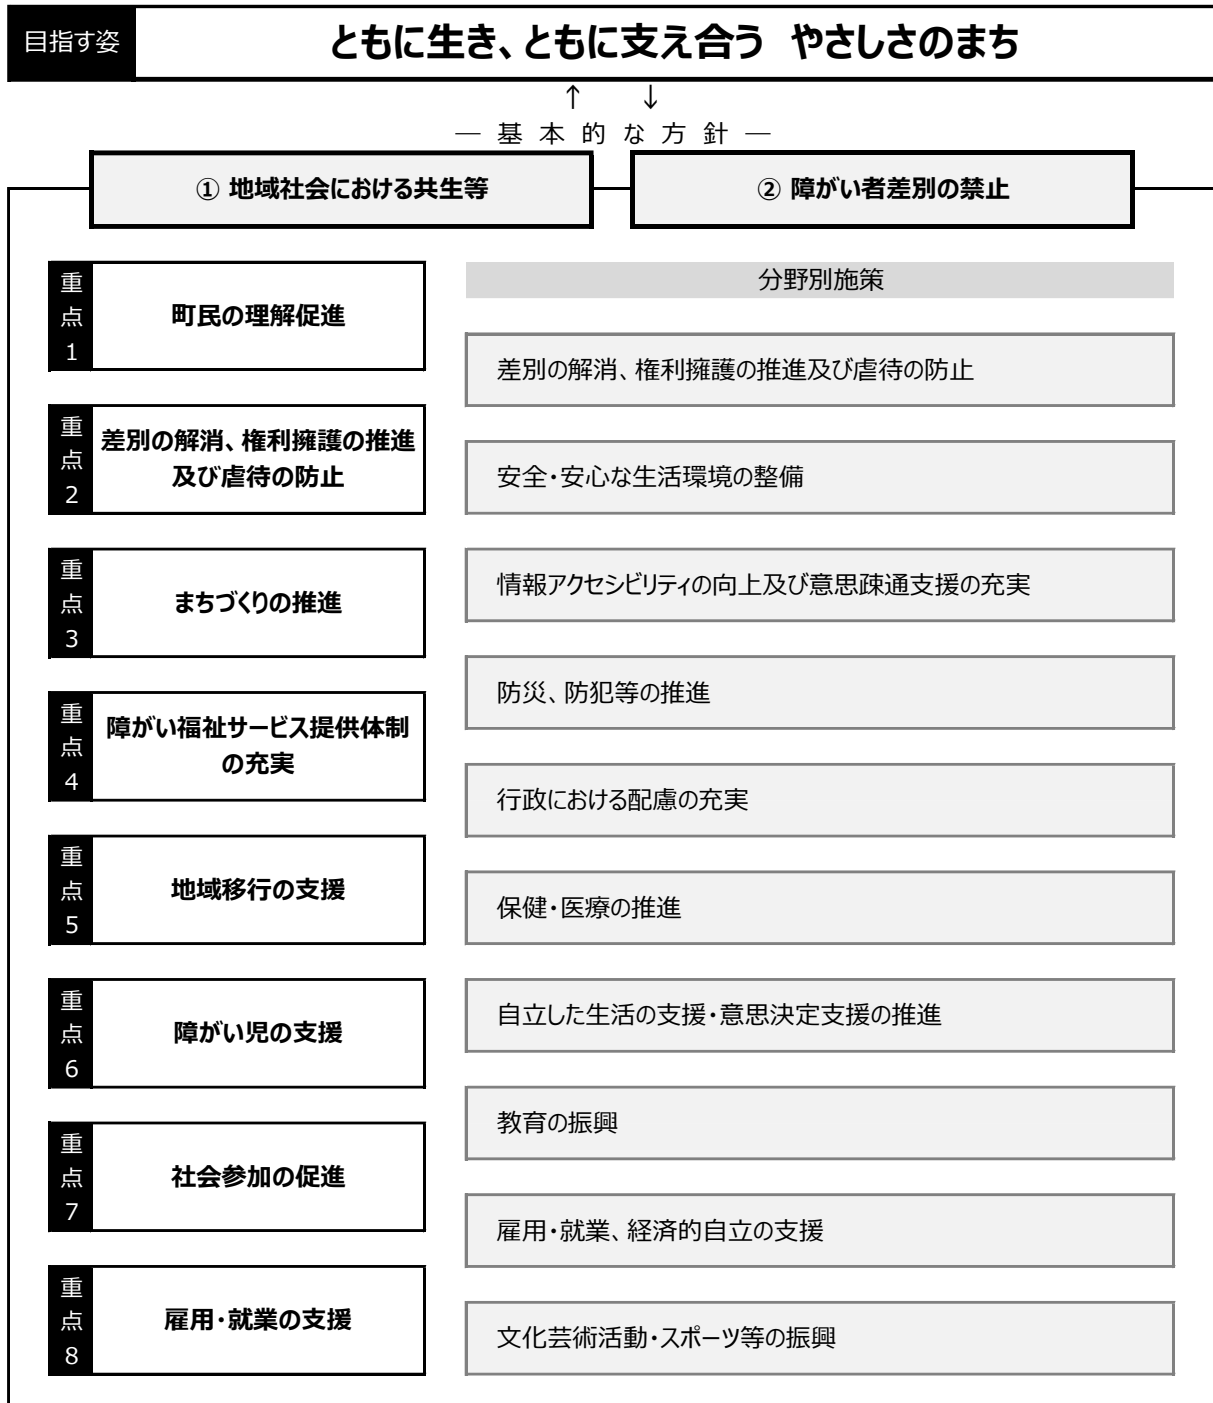 目指す姿
ともに生き、ともに支え合う　やさしさのまち
↑　↓
― 基 本 的 な 方 針 ―
① 地域社会における共生等
② 障がい者差別の禁止
重点1
町民の理解促進
重点2
差別の解消、権利擁護の推進
及び虐待の防止
重点3
まちづくりの推進
重点4
障がい福祉サービス提供体制
の充実
重点5
地域移行の支援
重点6
障がい児の支援
重点7
社会参加の促進
重点8
雇用・就業の支援
分野別施策
差別の解消、権利擁護の推進及び虐待の防止
安全・安心な生活環境の整備
情報アクセシビリティの向上及び意思疎通支援の充実
防災、防犯等の推進
行政における配慮の充実
保健・医療の推進
自立した生活の支援・意思決定支援の推進
教育の振興
雇用・就業、経済的自立の支援
文化芸術活動・スポーツ等の振興